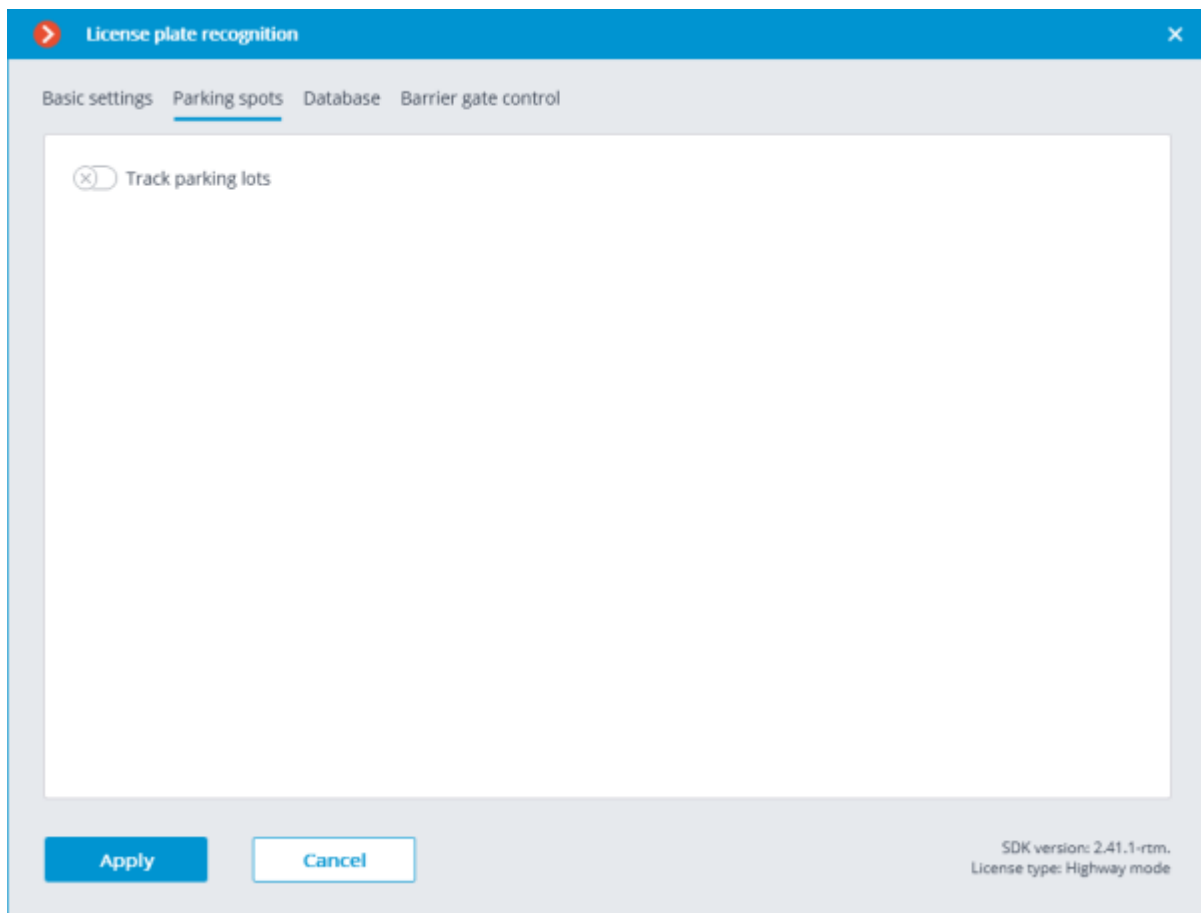 License plate recognition
Basic settings Parking spots Database Barrier gate control
Track parking lots
Apply Cancel
SDK version: 2.41.1-rtm.
License type: Highway mode